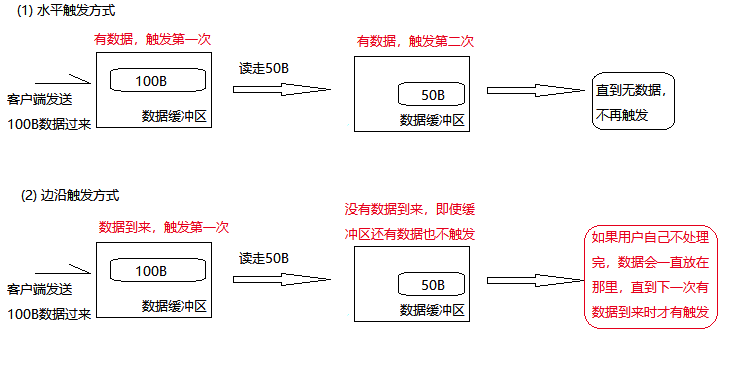 (1) 水平触发方式
有数据，触发第一次
有数据，触发第二次
100B
读走50B
50B
客户端发送
100B数据过来
数据缓冲区
数据缓冲区
直到无数据，
不再触发
(2) 边沿触发方式
数据到来，触发第一次
没有数据到来，即使缓
冲区还有数据也不触发
100B
读走50B
50B
客户端发送
100B数据过来
数据缓冲区
数据缓冲区
如果用户自己不处理
完，数据会一直放在
那里，直到下一次有
数据到来时才有触发